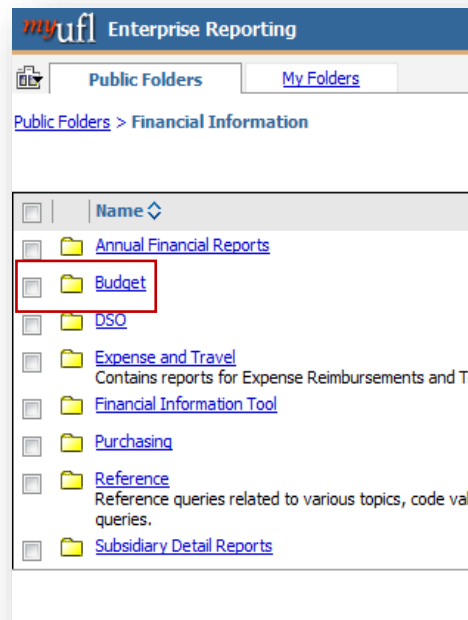 myufl Enterprise Reporting
Public Folders My Folders
Public Folders > Financial Information
Name
Annual Financial Reports
Budget
DSO
Expense and Travel
Contains reports for Expense Reimbursements and
Financial Information Tool
Purchasing
Reference
Reference queries related to various topics, code
queries.
Subsidiary Detail Reports